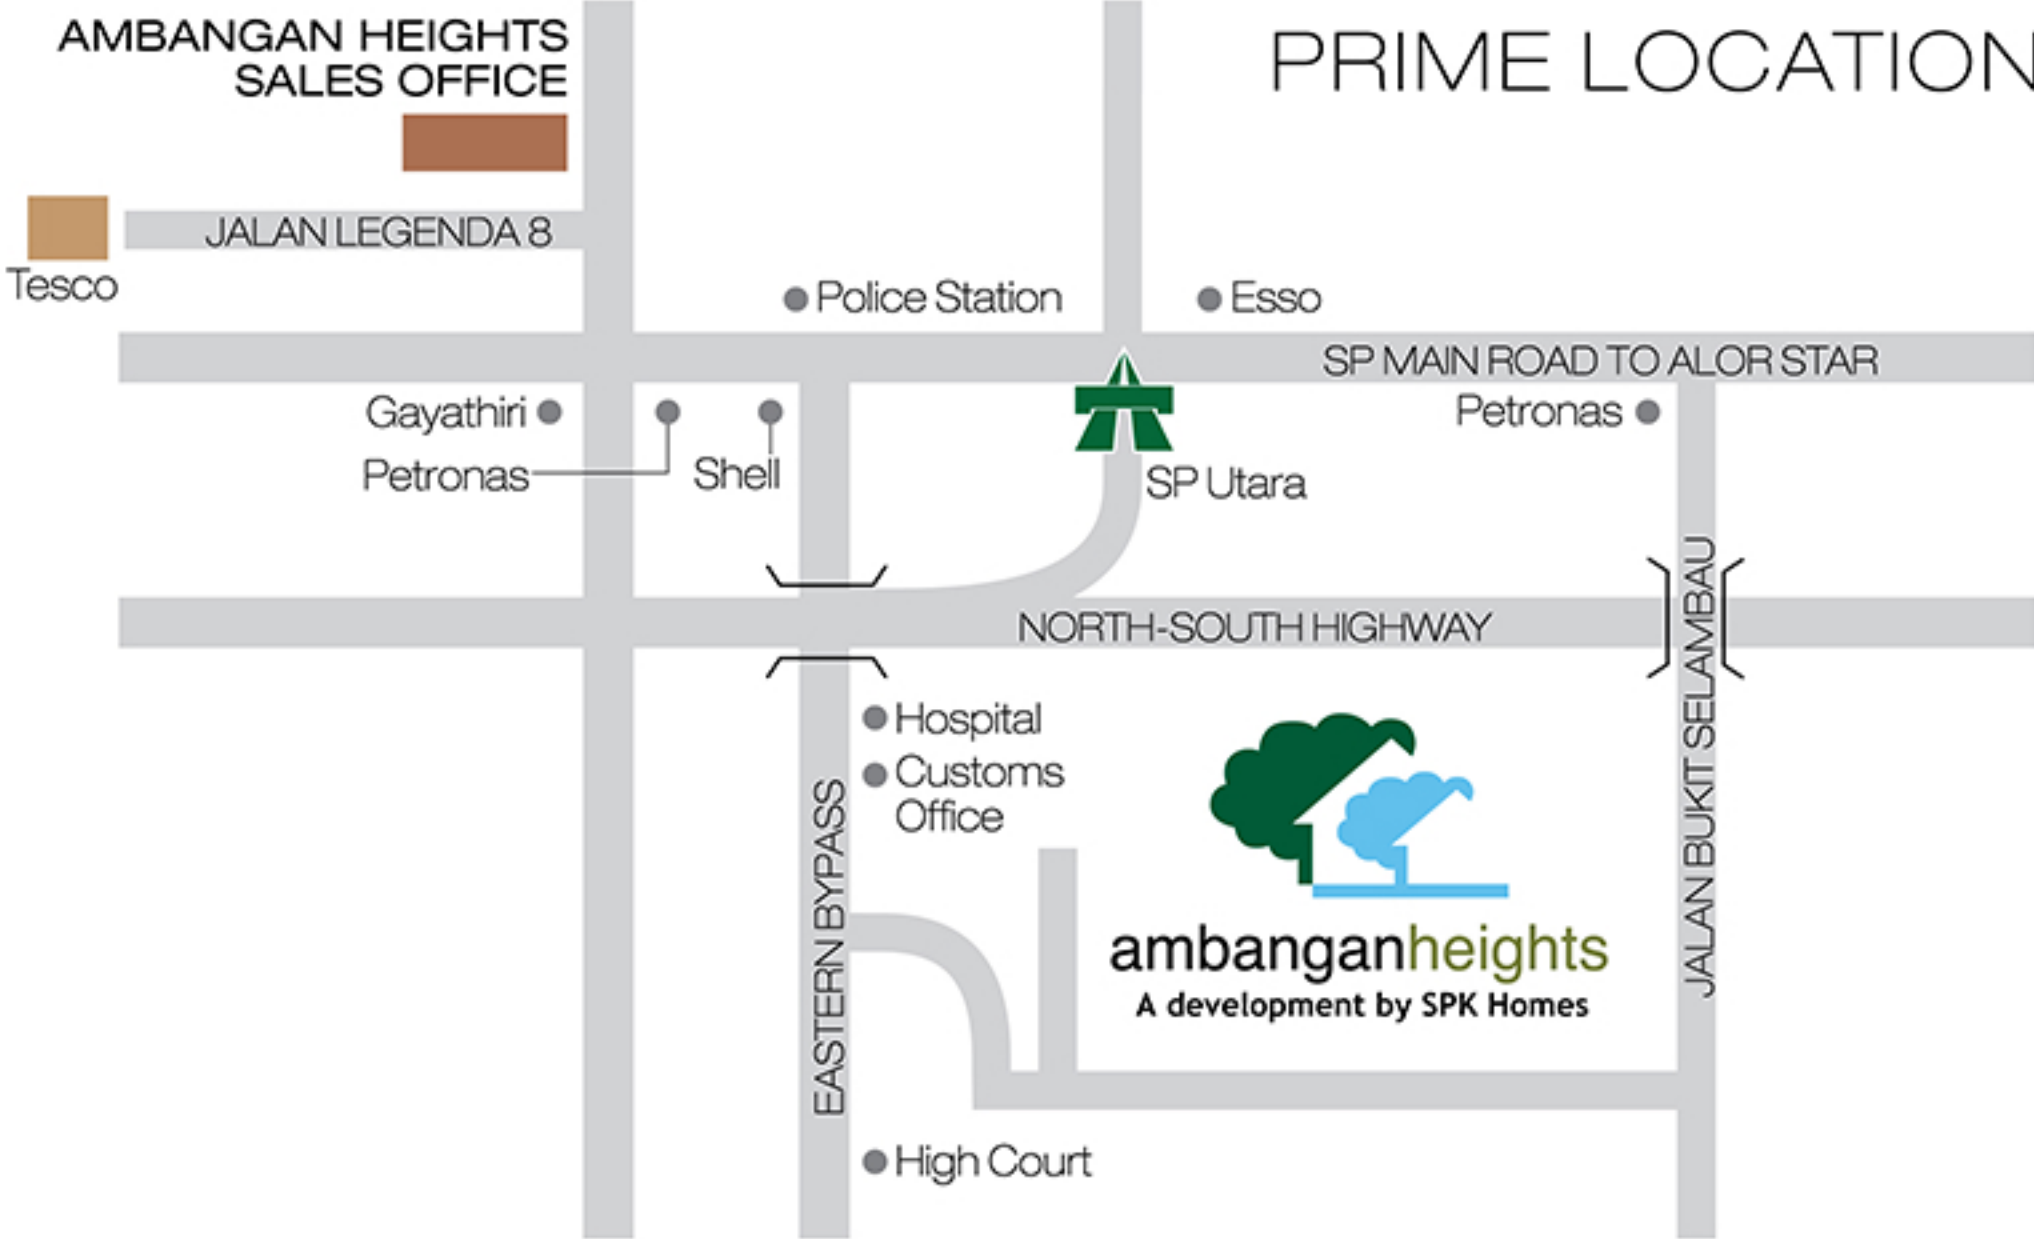 AMBANGAN HEIGHTS
SALES OFFICE
PRIME LOCATION
JALAN LEGENDA 8
Tesco
Police Station
Esso
SP MAIN ROAD TO ALOR STAR
Gayathiri
Petronas
Petronas
Shell
SP Utara
NORTH-SOUTH HIGHWAY
JALAN BUKIT SELAMBAU
Hospital
Customs
Office
EASTERN BYPASS
ambanganheights
A development by SPK Homes
High Court